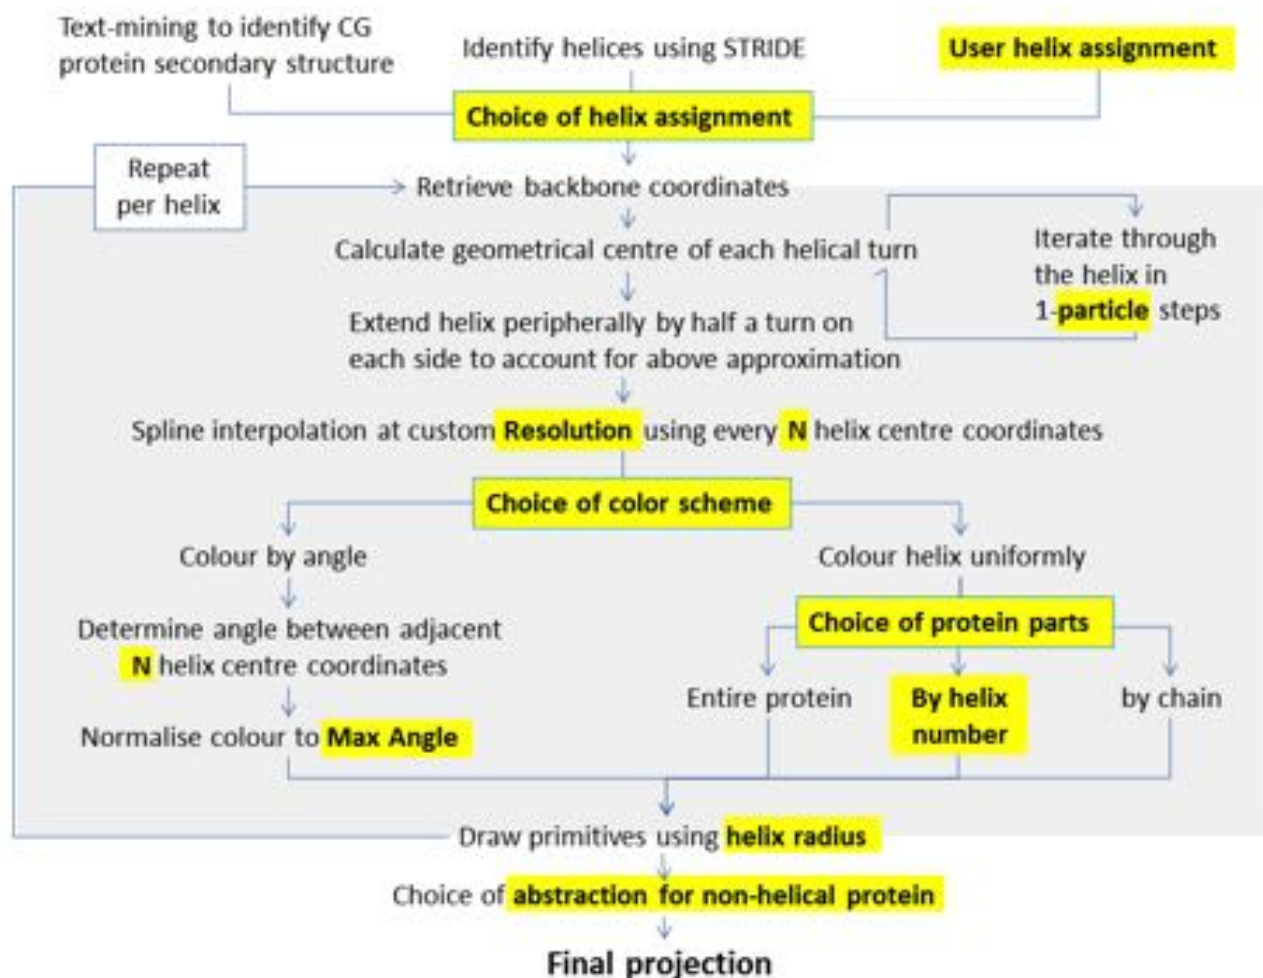 Text-mining to identify CG
protein secondary structure
Identify helices using STRIDE
User helix assignment
Choice of helix assignment
Repeat
per helix
Retrieve backbone coordinates
Calculate geometrical centre of each helical turn
Iterate through
the helix in
1-particle steps
Extend helix peripherally by half a turn on
each side to account for above approximation
Spline interpolation at custom Resolution using every N helix centre coordinates
Choice of color scheme
Colour by angle
Colour helix uniformly
Determine angle between adjacent
N helix centre coordinates
Choice of protein parts
Normalise colour to Max Angle
Entire protein
By helix
number
by chain
Draw primitives using helix radius
Choice of abstraction for non-helical protein
Final projection